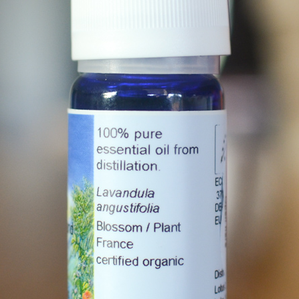 100% pure
essential oil from
distillation.
Lavandula
angustifolia
Blossom / Plant
France
certified organic